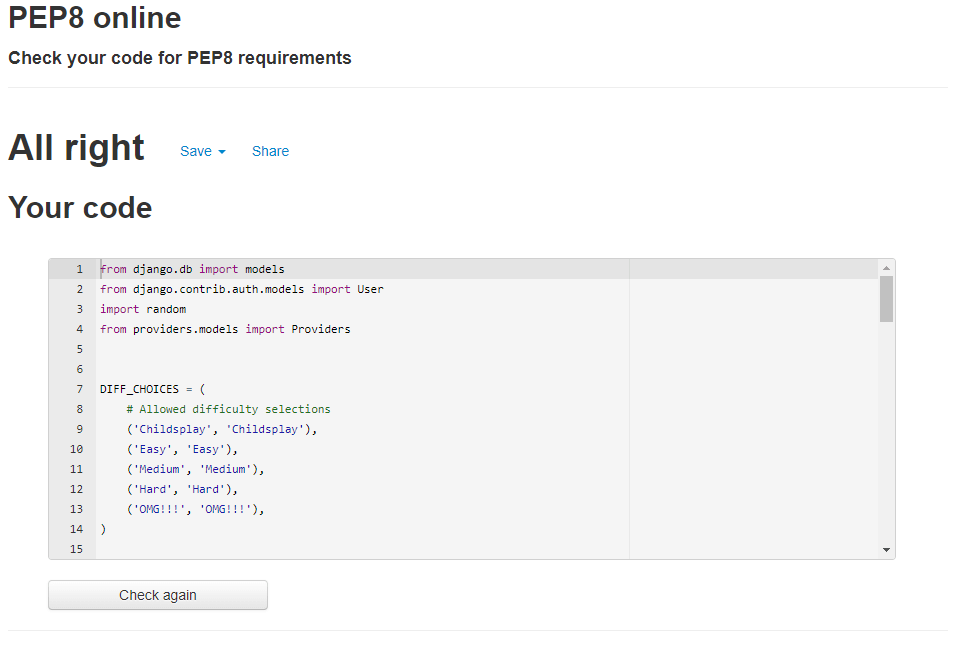 PEP8 online
Check your code for PEP8 requirements
All right Save Share
Your code
1 from django.db import models
2 from django.contrib.auth.models import User
3 import random
4 from providers.models import Providers
5
6
7 DIFF_CHOICES = (
8     # Allowed difficulty selections
9     ('Childsplay', 'Childsplay'),
10     ('Easy', 'Easy'),
11     ('Medium', 'Medium'),
12     ('Hard', 'Hard'),
13     ('OMG!!!', 'OMG!!!'),
14 )
15
Check again